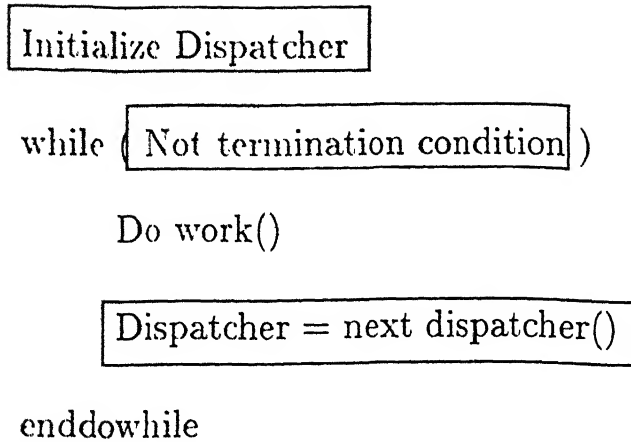 Initialize Dispatcher
while ( Not termination condition )
Do work()
Dispatcher = next dispatcher()
enddowhile